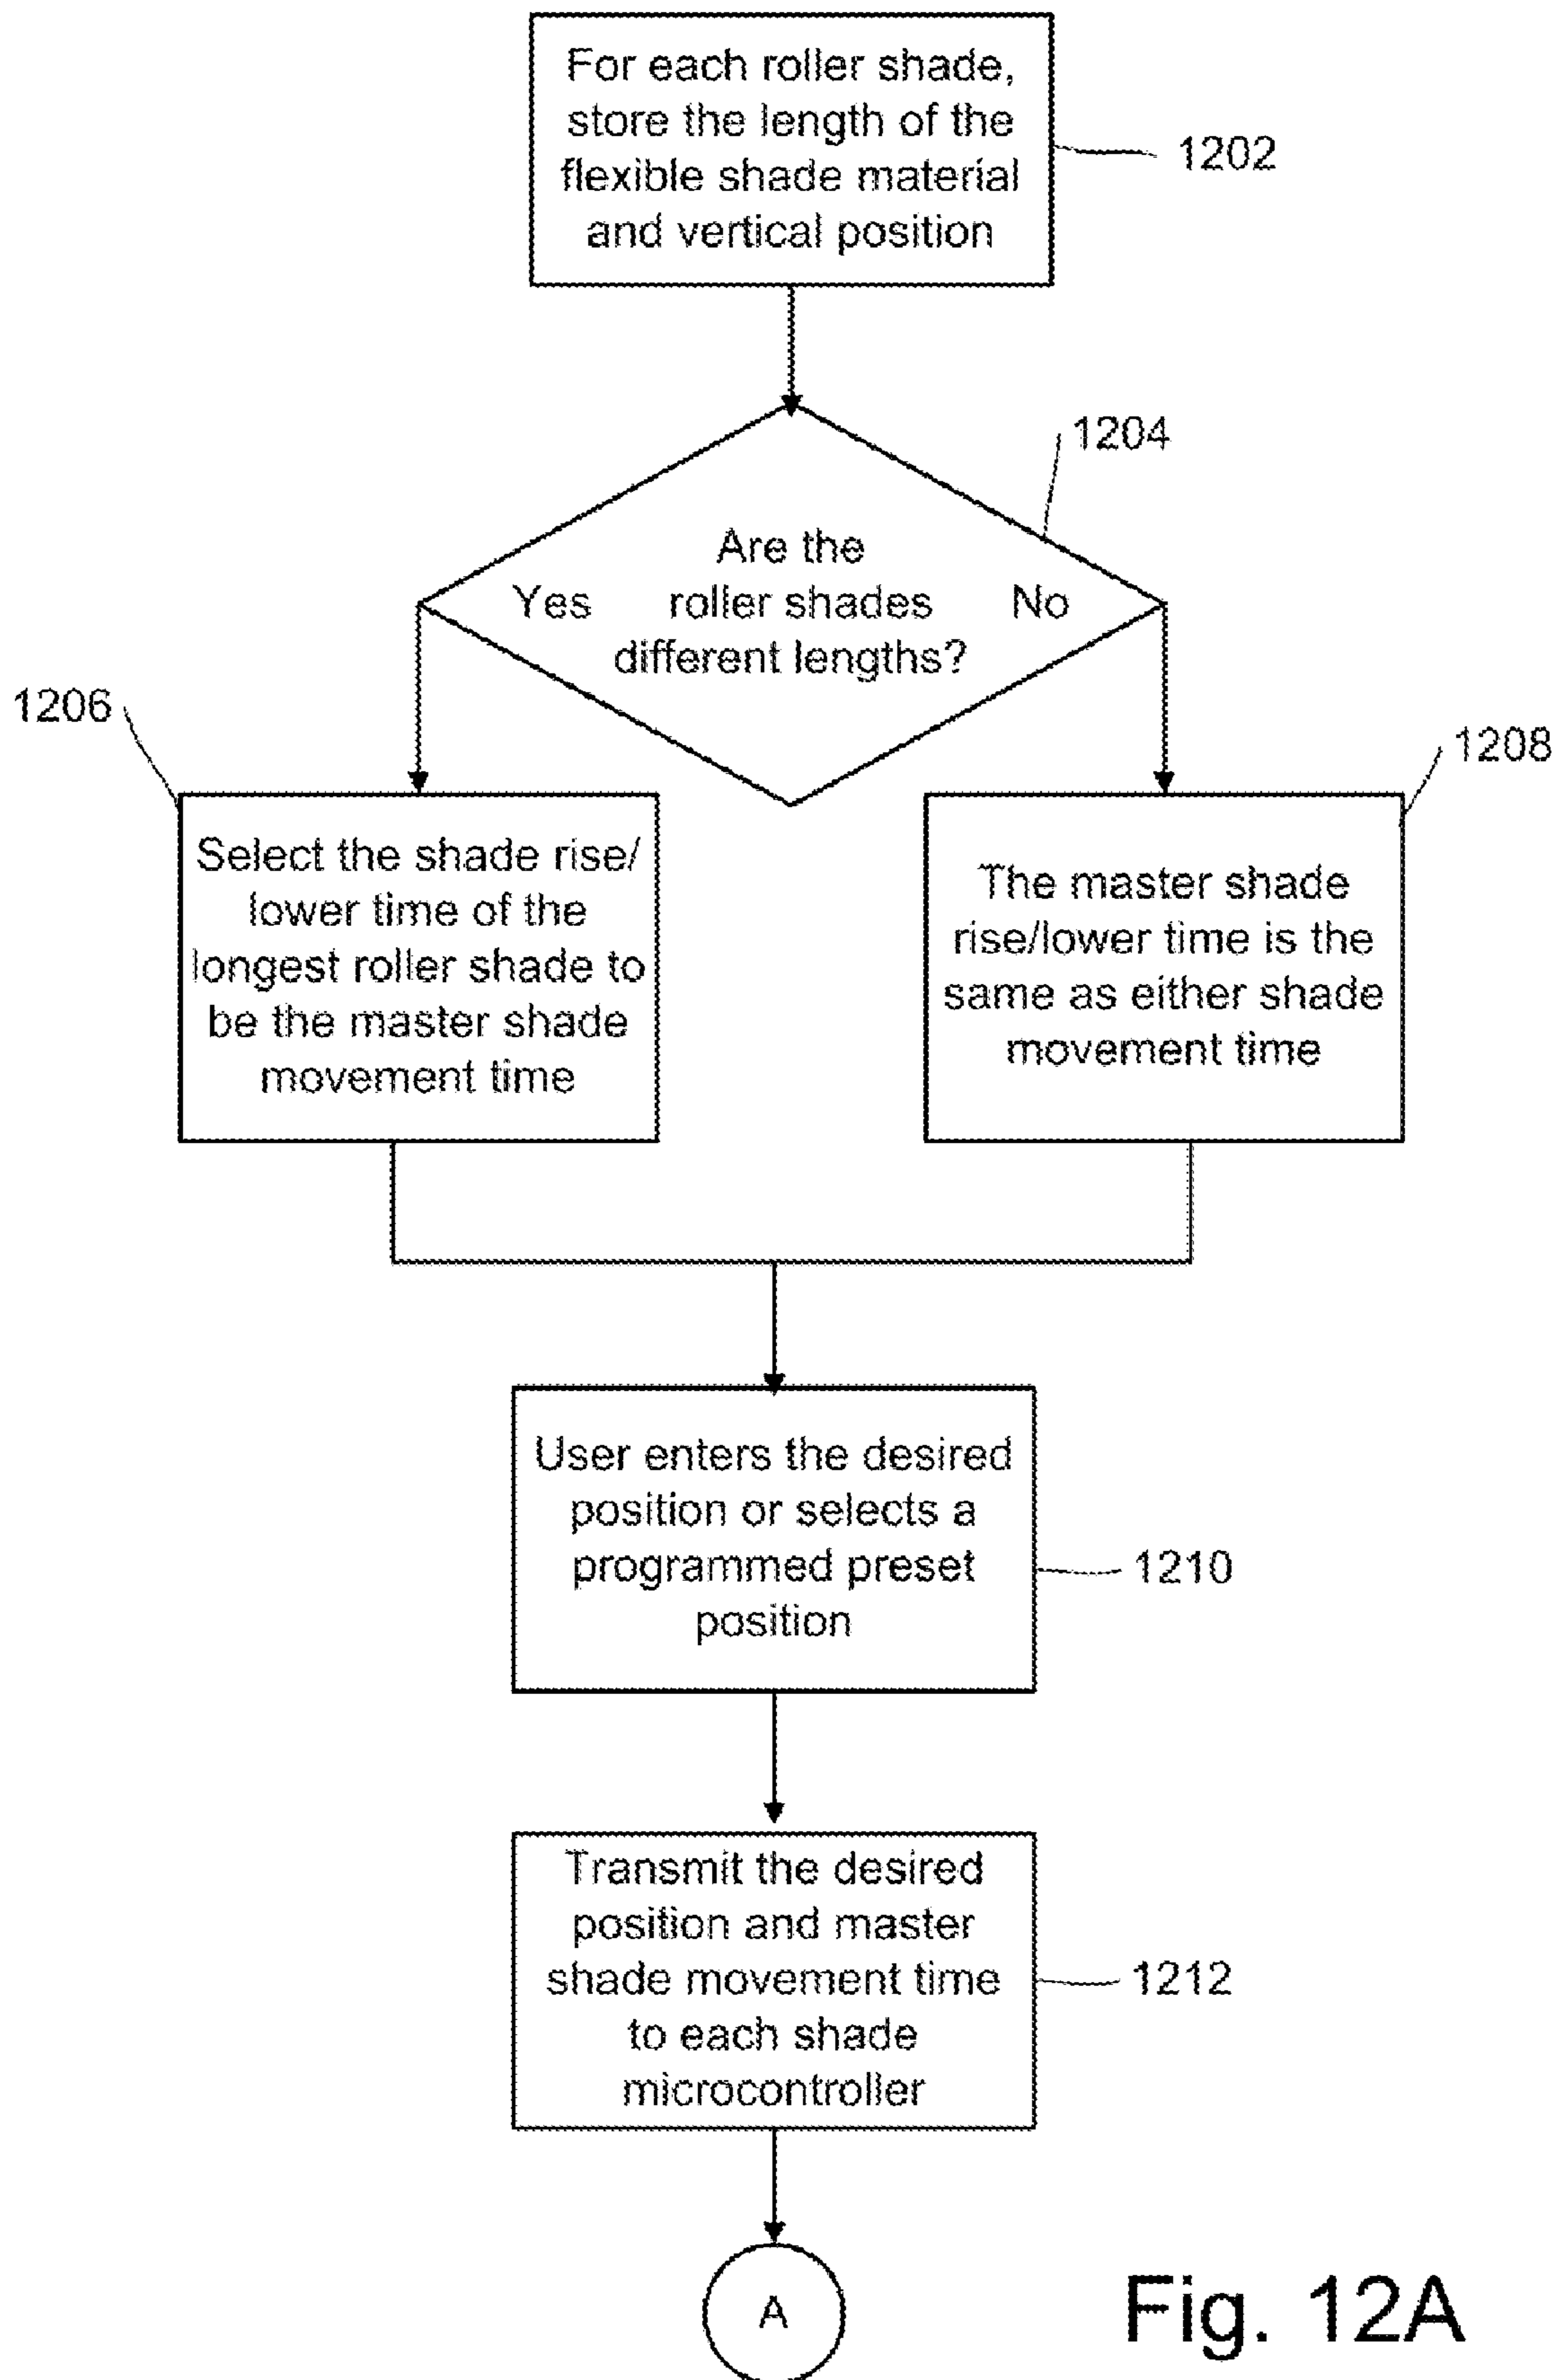 For each roller shade,
store the length of the
flexible shade material
and vertical position
1202
1204
Are the
roller shades
different lengths?
Yes
No
1206
Select the shade rise/
lower time of the
longest roller shade to
be the master shade
movement time
1208
The master shade
rise/lower time is the
same as either shade
movement time
User enters the desired
position or selects a
programmed preset
position
1210
Transmit the desired
position and master
shade movement time
to each shade
microcontroller
1212
A
Fig. 12A